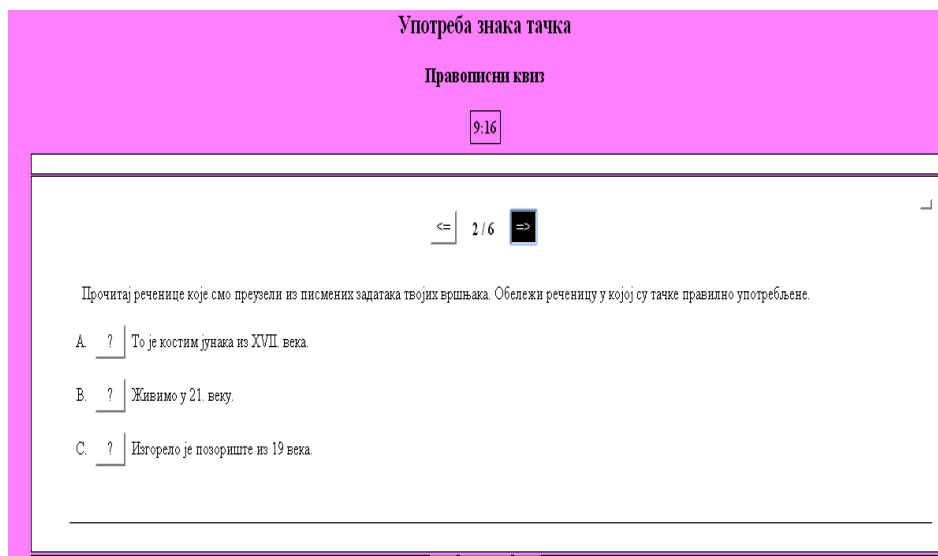 Употреба знака тачка
Правописни квиз
9:16
<= 2 / 6 =>
Прочитај реченице које смо преузели из писмених задатака твојих вршњака. Обележи реченицу у којој су тачке правилно употребљене.
A. ? То је костим јунака из XVII. века.
B. ? Живимо у 21. веку.
C. ? Изгорело је позориште из 19 века.